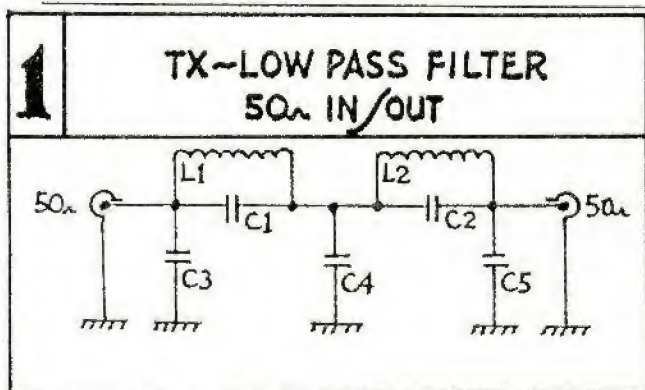 1
TX~LOW PASS FILTER
50Ω IN/OUT
L1
L2
50Ω
C1
C2
50Ω
C3
C4
C5